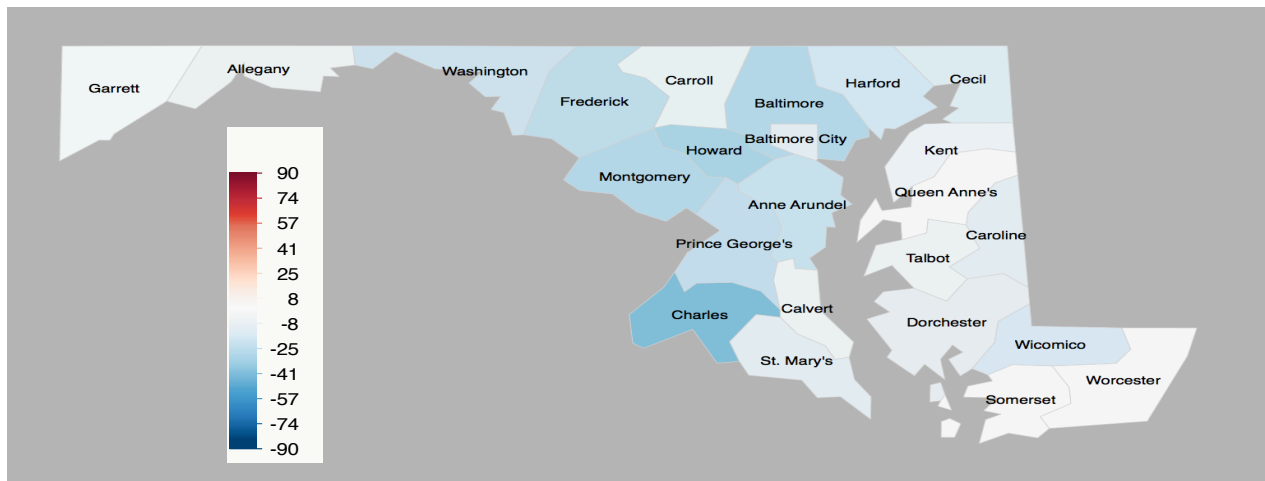 Garrett
Allegany
Washington
Frederick
Carroll
Baltimore
Harford
Cecil
Baltimore City
Howard
Kent
Montgomery
Queen Anne's
Anne Arundel
Prince George's
Caroline
Talbot
Charles
Calvert
Dorchester
Wicomico
St. Mary's
Worcester
Somerset
90
74
57
41
25
8
-8
-25
-41
-57
-74
-90